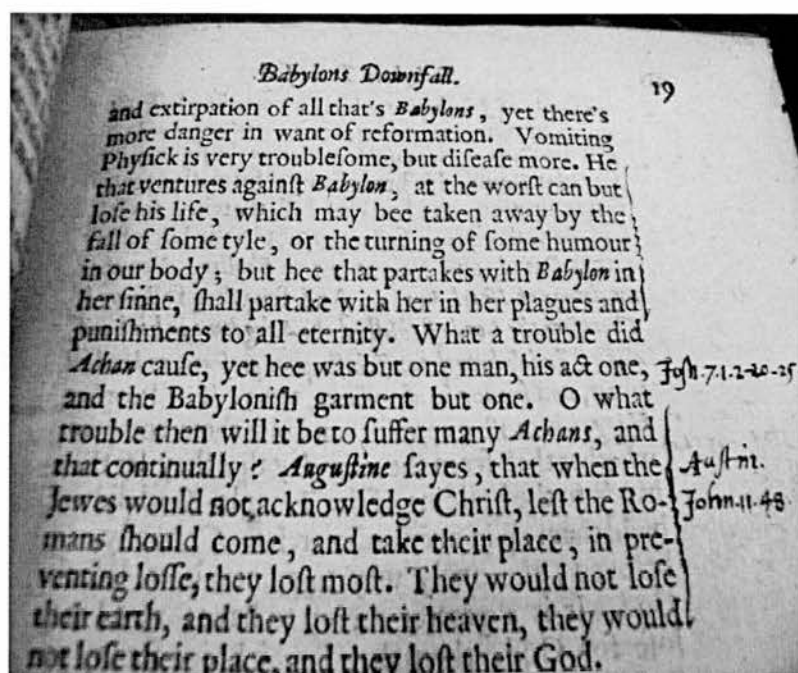 Babylons Downfall. 19
and extirpation of all that's Babylons, yet there's
more danger in want of reformation. Vomiting
Phyſick is very troubleſome, but diſeaſe more. He
that ventures againſt Babylon, at the worſt can but
loſe his life, which may bee taken away by the
fall of ſome tyle, or the turning of ſome humour
in our body; but hee that partakes with Babylon in
her ſinne, ſhall partake with her in her plagues and
puniſhments to all eternity. What a trouble did
Achan cauſe, yet hee was but one man, his act one, Joſh.7.1.2-20-25
and the Babyloniſh garment but one. O what
trouble then will it be to ſuffer many Achans, and
that continually? Auguſtine ſayes, that when the Auſtni.
Jewes would not acknowledge Chriſt, leſt the Ro- John.11.48
mans ſhould come, and take their place, in pre-
venting loſſe, they loſt moſt. They would not loſe
their earth, and they loſt their heaven, they would
not loſe their place, and they loſt their God.